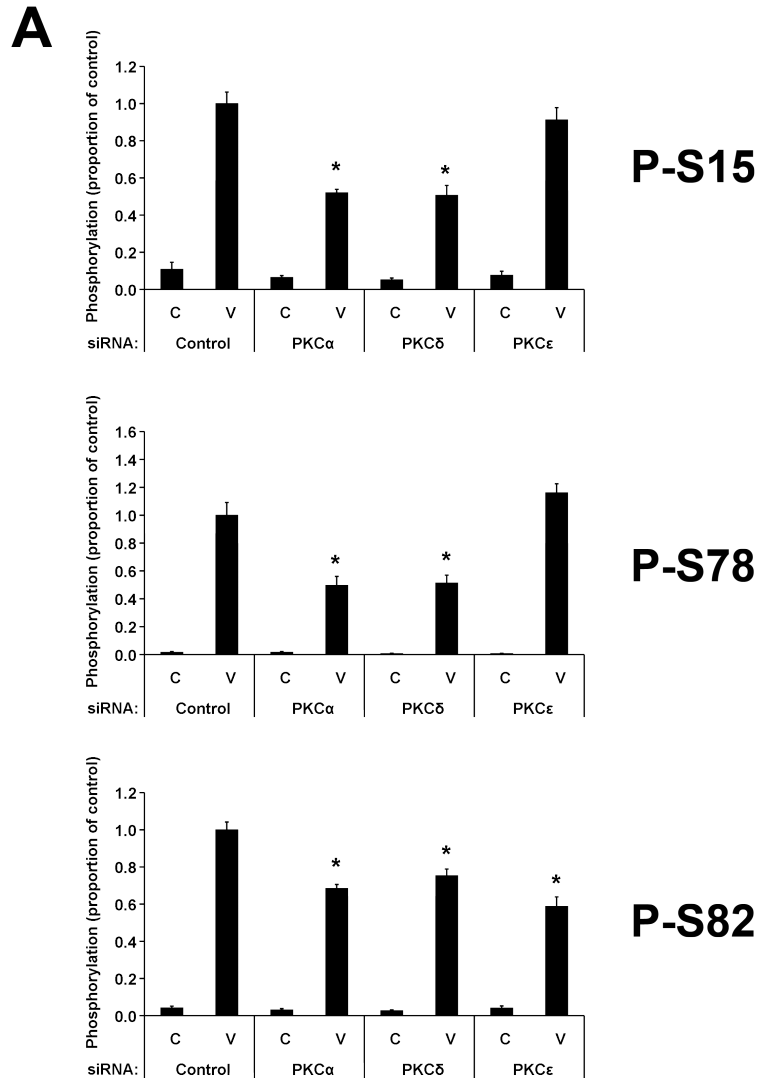 A
Phosphorylation (proportion of control)
1.2
1.0
0.8
0.6
0.4
0.2
0.0
* *
C V C V C V C V
siRNA: Control PKCα PKCδ PKCε
P-S15
Phosphorylation (proportion of control)
1.6
1.4
1.2
1.0
0.8
0.6
0.4
0.2
0.0
* *
C V C V C V C V
siRNA: Control PKCα PKCδ PKCε
P-S78
Phosphorylation (proportion of control)
1.2
1.0
0.8
0.6
0.4
0.2
0.0
* * *
C V C V C V C V
siRNA: Control PKCα PKCδ PKCε
P-S82